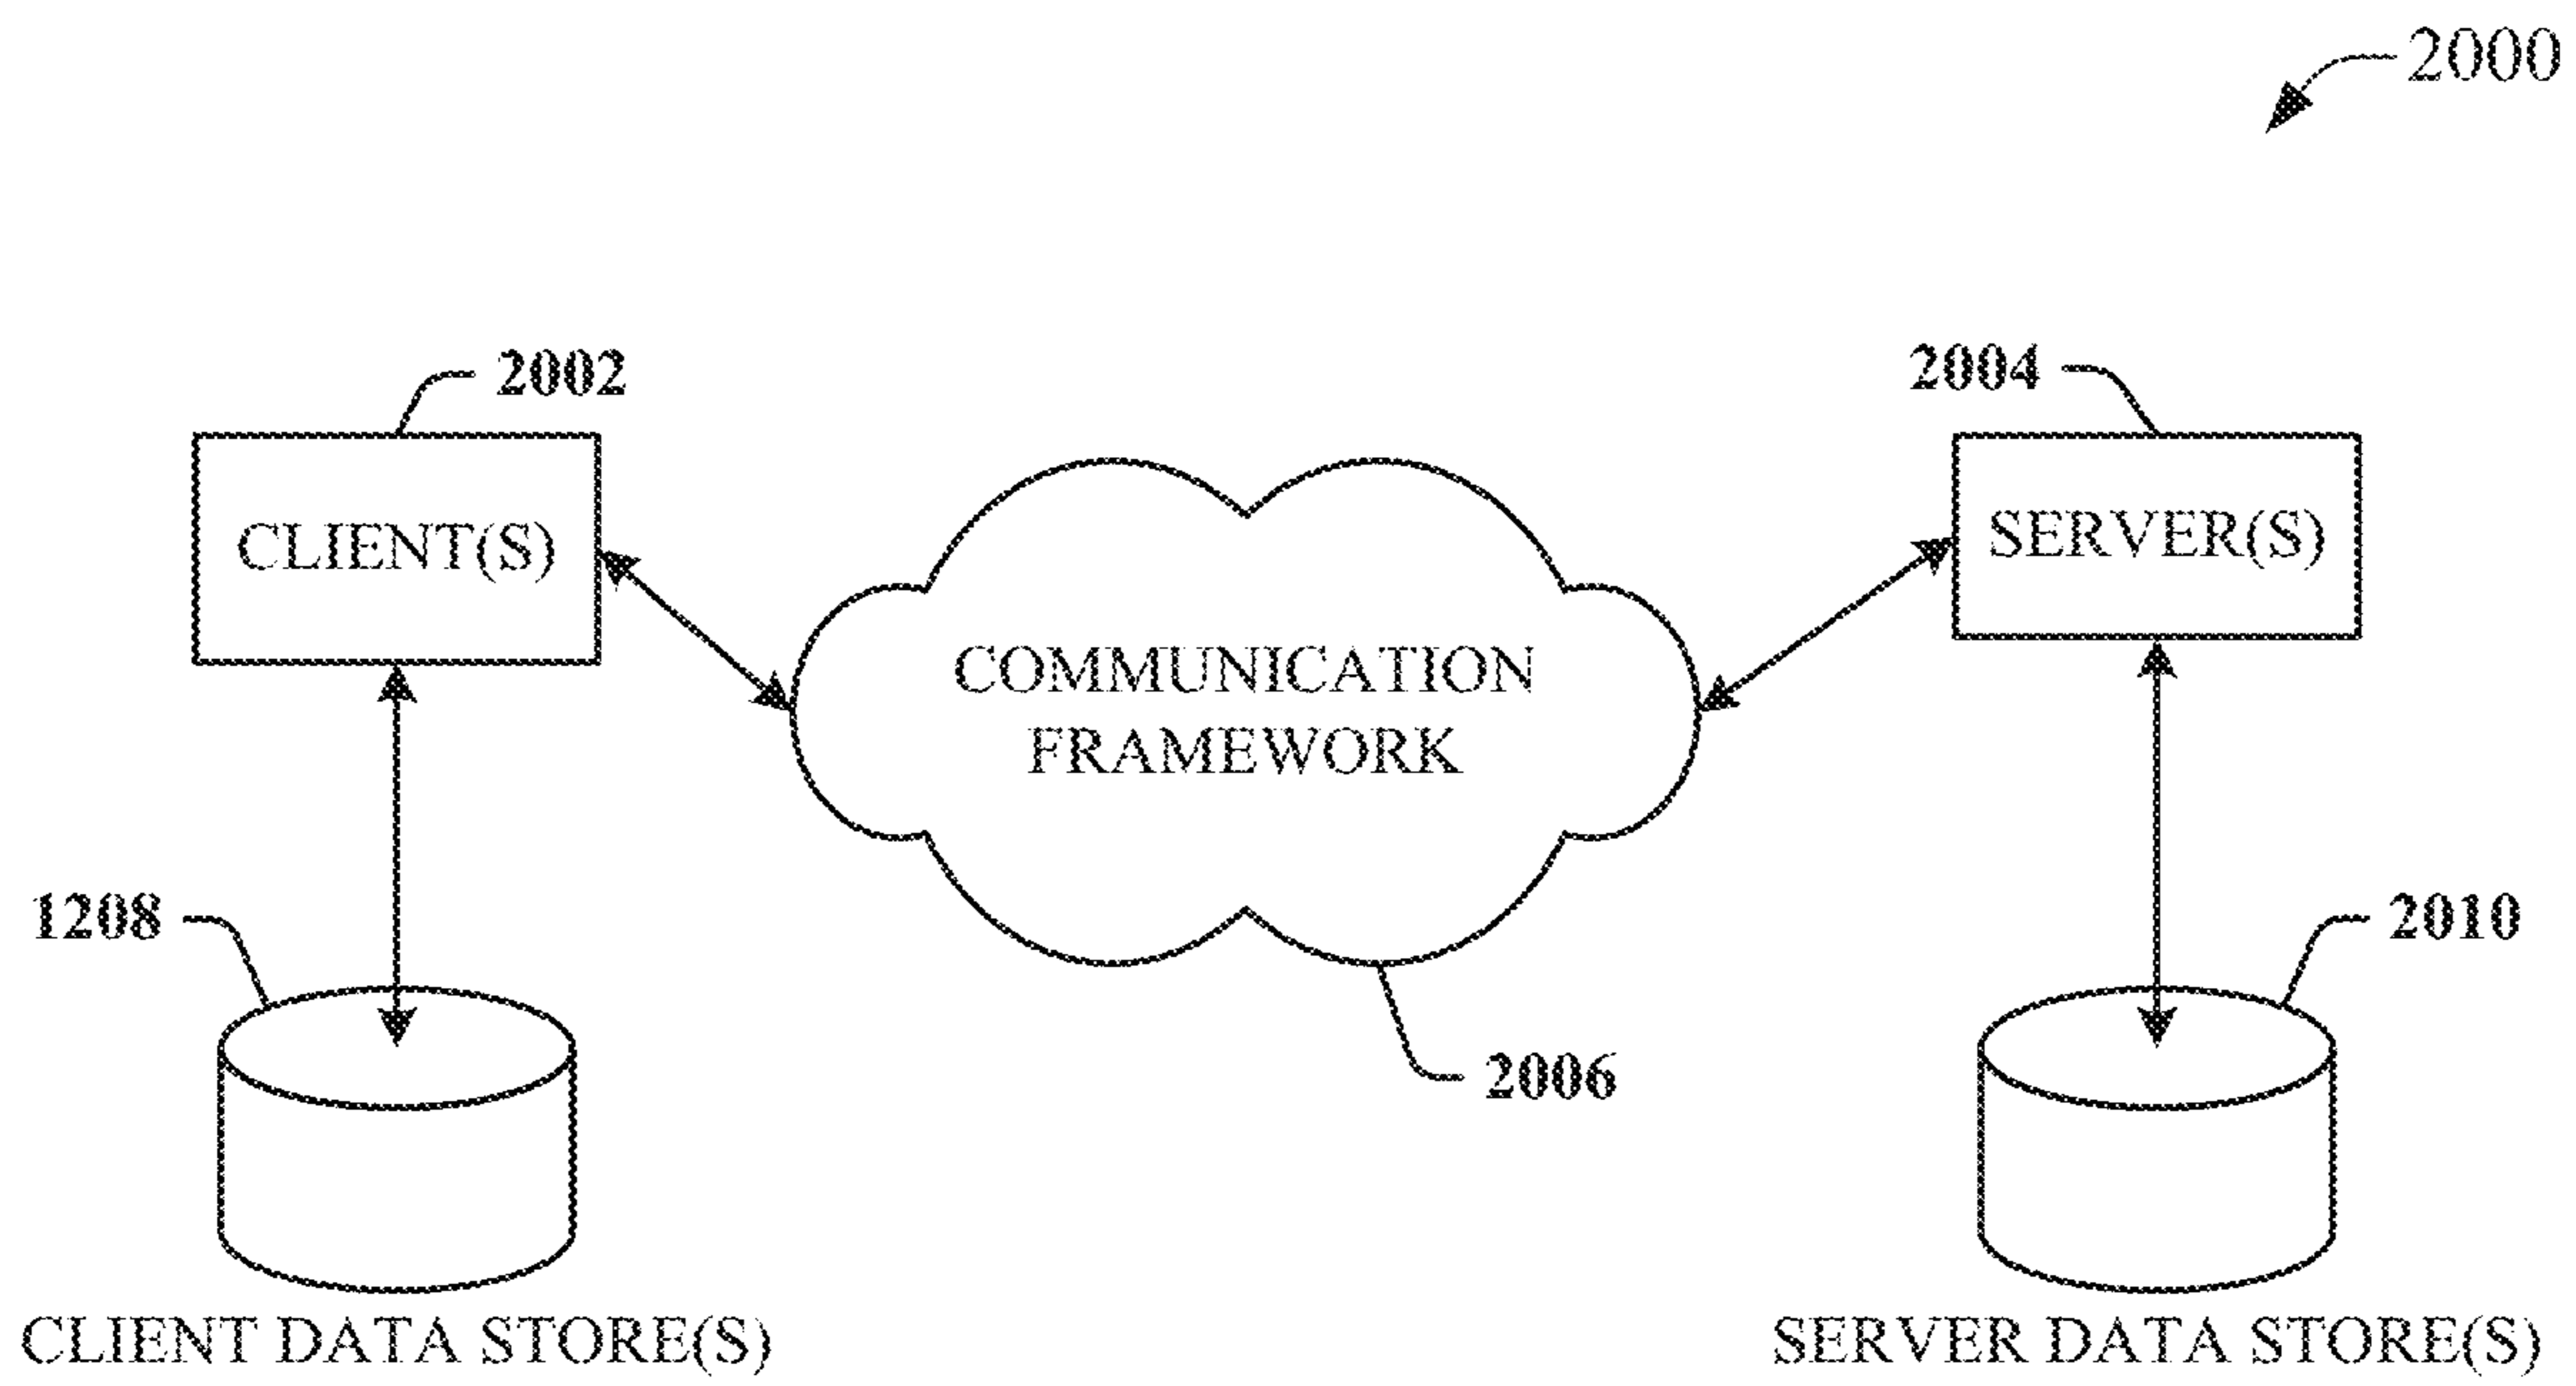 2000
2002
2004
CLIENT(S)
SERVER(S)
COMMUNICATION
FRAMEWORK
1208
2010
2006
CLIENT DATA STORE(S)
SERVER DATA STORE(S)